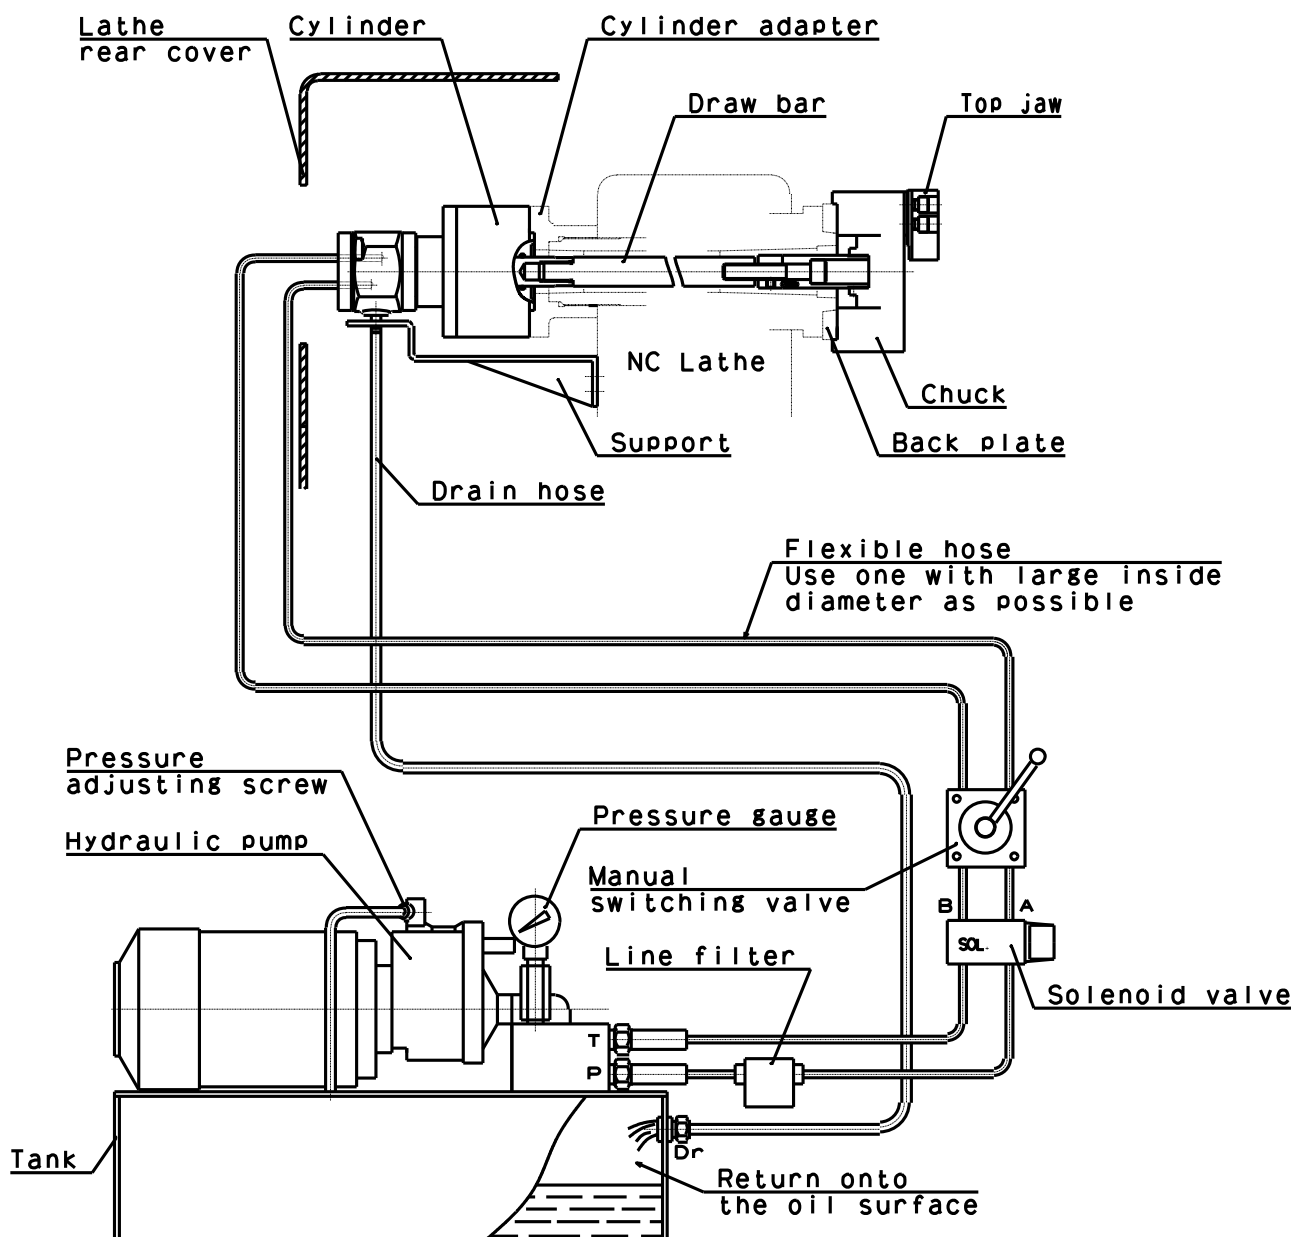 Lathe
rear cover
Cylinder
Cylinder adapter
Draw bar
Top jaw
NC Lathe
Chuck
Support
Back plate
Drain hose
Flexible hose
Use one with large inside
diameter as possible
Pressure
adjusting screw
Hydraulic pump
Pressure gauge
Manual
switching valve
B
A
SOL.
Line filter
Solenoid valve
T
P
Dr
Tank
Return onto
the oil surface